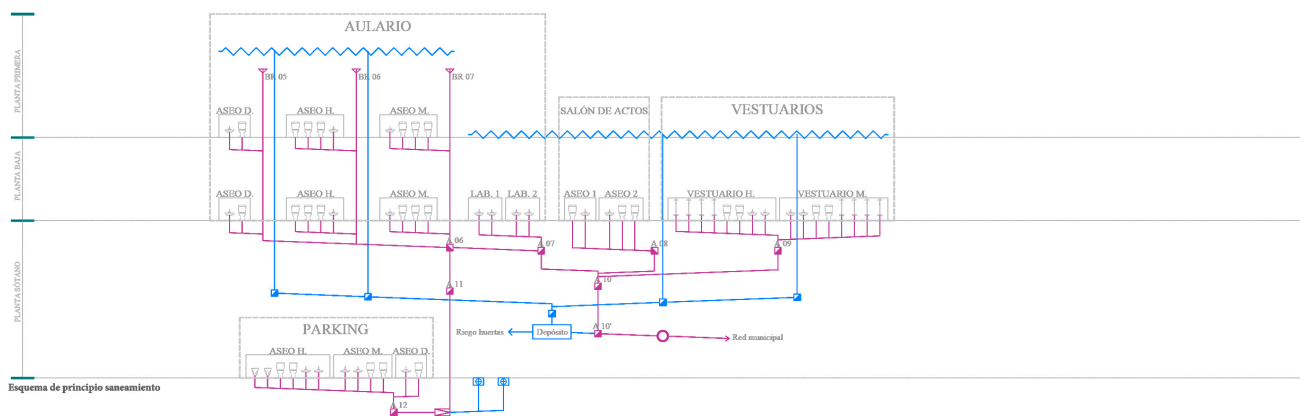 AULARIO
PLANTA PRIMERA
BR 05
BR 06
BR 07
ASEO D.
ASEO H.
ASEO M.
SALÓN DE ACTOS
VESTUARIOS
PLANTA BAJA
ASEO D.
ASEO H.
ASEO M.
LAB. 1
LAB. 2
ASEO 1
ASEO 2
VESTUARIO H.
VESTUARIO M.
A 06
A 07
A 08
A 09
PLANTA SÓTANO
A 10
A 11
PARKING
Riego huertas
Depósito
A 10'
Red municipal
ASEO H.
ASEO M.
ASEO D.
Esquema de principio saneamiento
A 12